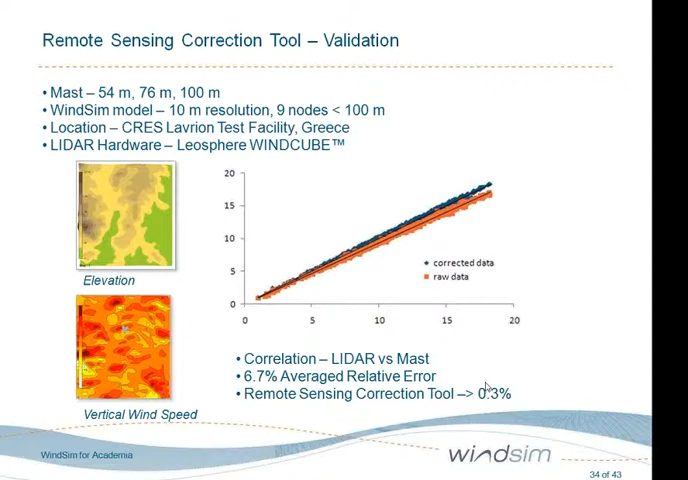 Remote Sensing Correction Tool – Validation
• Mast – 54 m, 76 m, 100 m
• WindSim model – 10 m resolution, 9 nodes < 100 m
• Location – CRES Lavrion Test Facility, Greece
• LIDAR Hardware – Leosphere WINDCUBE™
Elevation
Vertical Wind Speed
20
15
10
5
0
0
5
10
15
20
corrected data
raw data
• Correlation – LIDAR vs Mast
• 6.7% Averaged Relative Error
• Remote Sensing Correction Tool –> 0.3%
WindSim for Academia
windsim
34 of 43